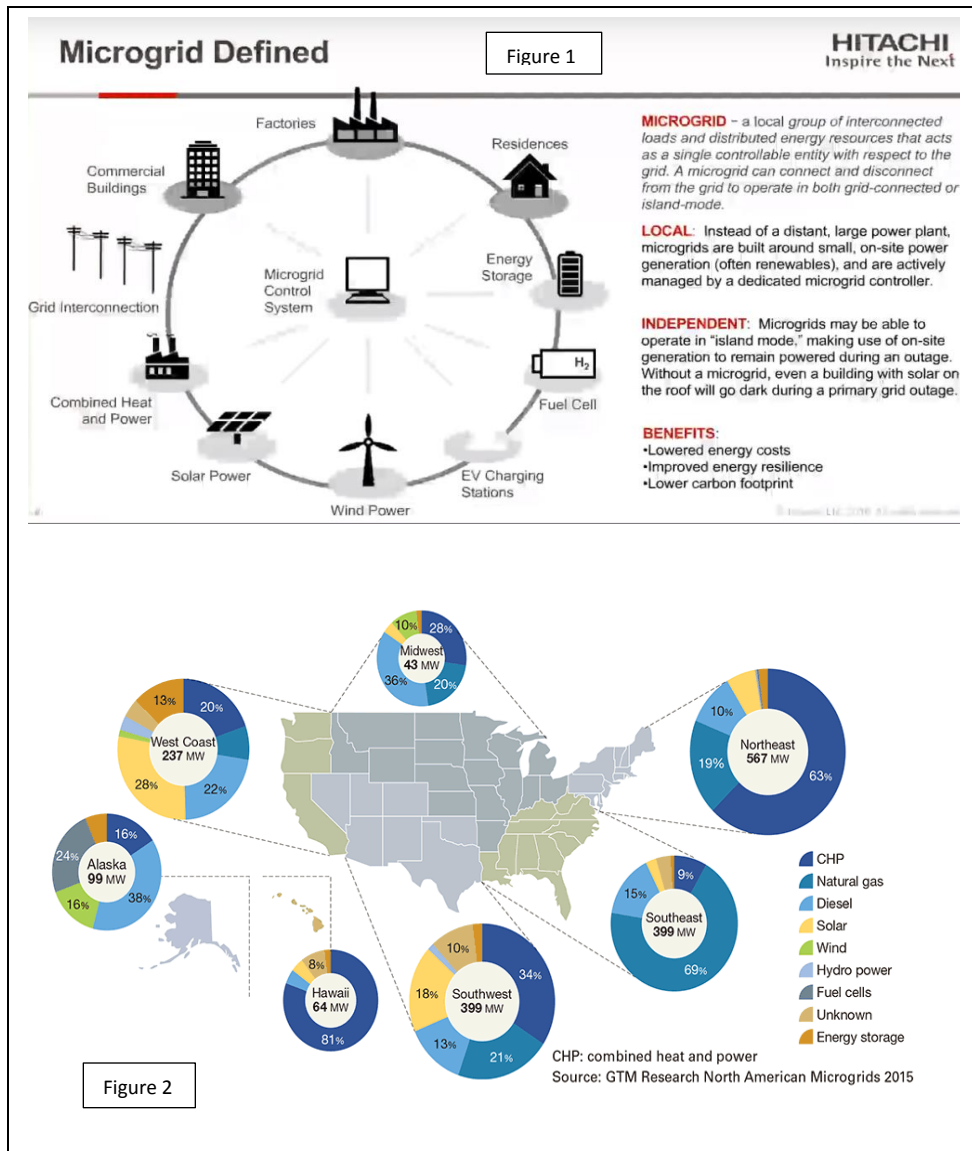 Microgrid Defined
Figure 1
HITACHI
Inspire the Next
Factories
Residences
Commercial
Buildings
Energy
Storage
Microgrid
Control
System
Grid Interconnection
H2
Fuel Cell
Combined Heat
and Power
Solar Power
EV Charging
Stations
Wind Power
MICROGRID – a local group of interconnected
loads and distributed energy resources that acts
as a single controllable entity with respect to the
grid. A microgrid can connect and disconnect
from the grid to operate in both grid-connected or
island-mode.
LOCAL: Instead of a distant, large power plant,
microgrids are built around small, on-site power
generation (often renewables), and are actively
managed by a dedicated microgrid controller.
INDEPENDENT: Microgrids may be able to
operate in "island mode," making use of on-site
generation to remain powered during an outage.
Without a microgrid, even a building with solar on
the roof will go dark during a primary grid outage.
BENEFITS:
•Lowered energy costs
•Improved energy resilience
•Lower carbon footprint
10%
28%
Midwest
43 MW
36%
20%
13%
20%
West Coast
237 MW
28%
22%
10%
Northeast
567 MW
19%
63%
16%
24%
Alaska
99 MW
38%
16%
9%
15%
Southeast
399 MW
69%
8%
Hawaii
64 MW
81%
10%
34%
18%
Southwest
399 MW
13%
21%
CHP
Natural gas
Diesel
Solar
Wind
Hydro power
Fuel cells
Unknown
Energy storage
CHP: combined heat and power
Source: GTM Research North American Microgrids 2015
Figure 2